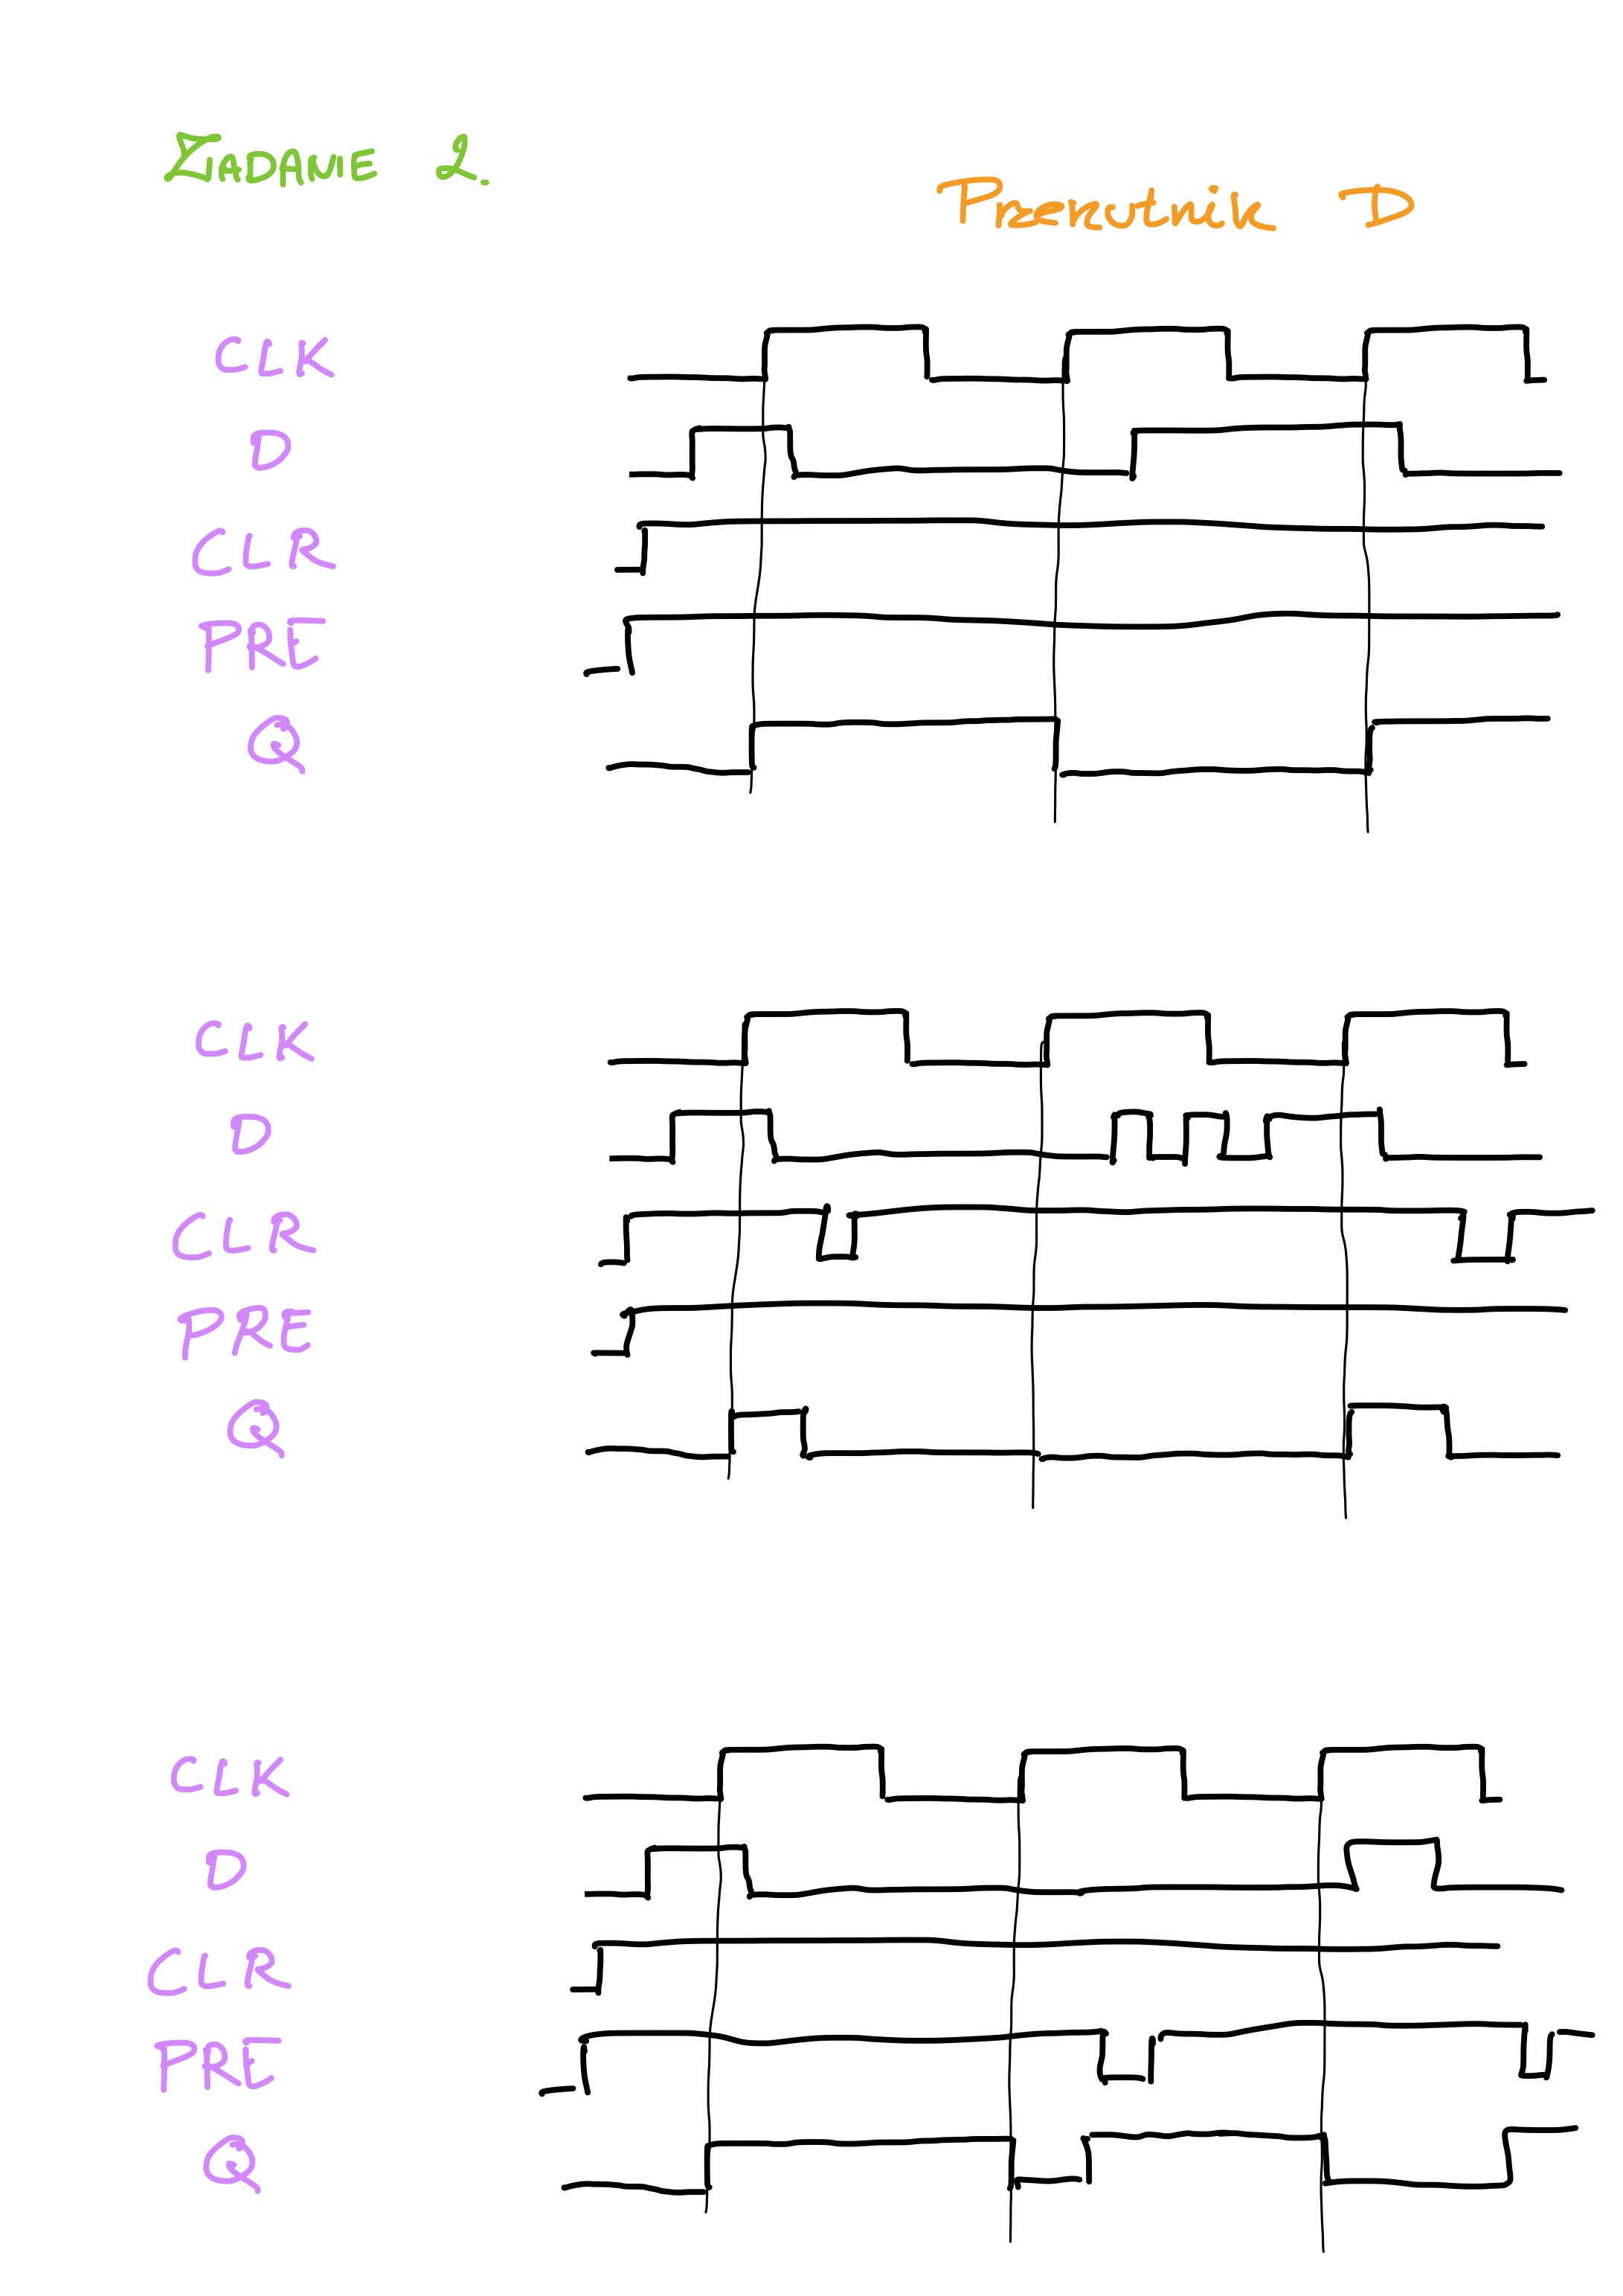 ZADANIE 2.
Przerzutnik D
CLK
D
CLR
PRE
Q
CLK
D
CLR
PRE
Q
CLK
D
CLR
PRE
Q